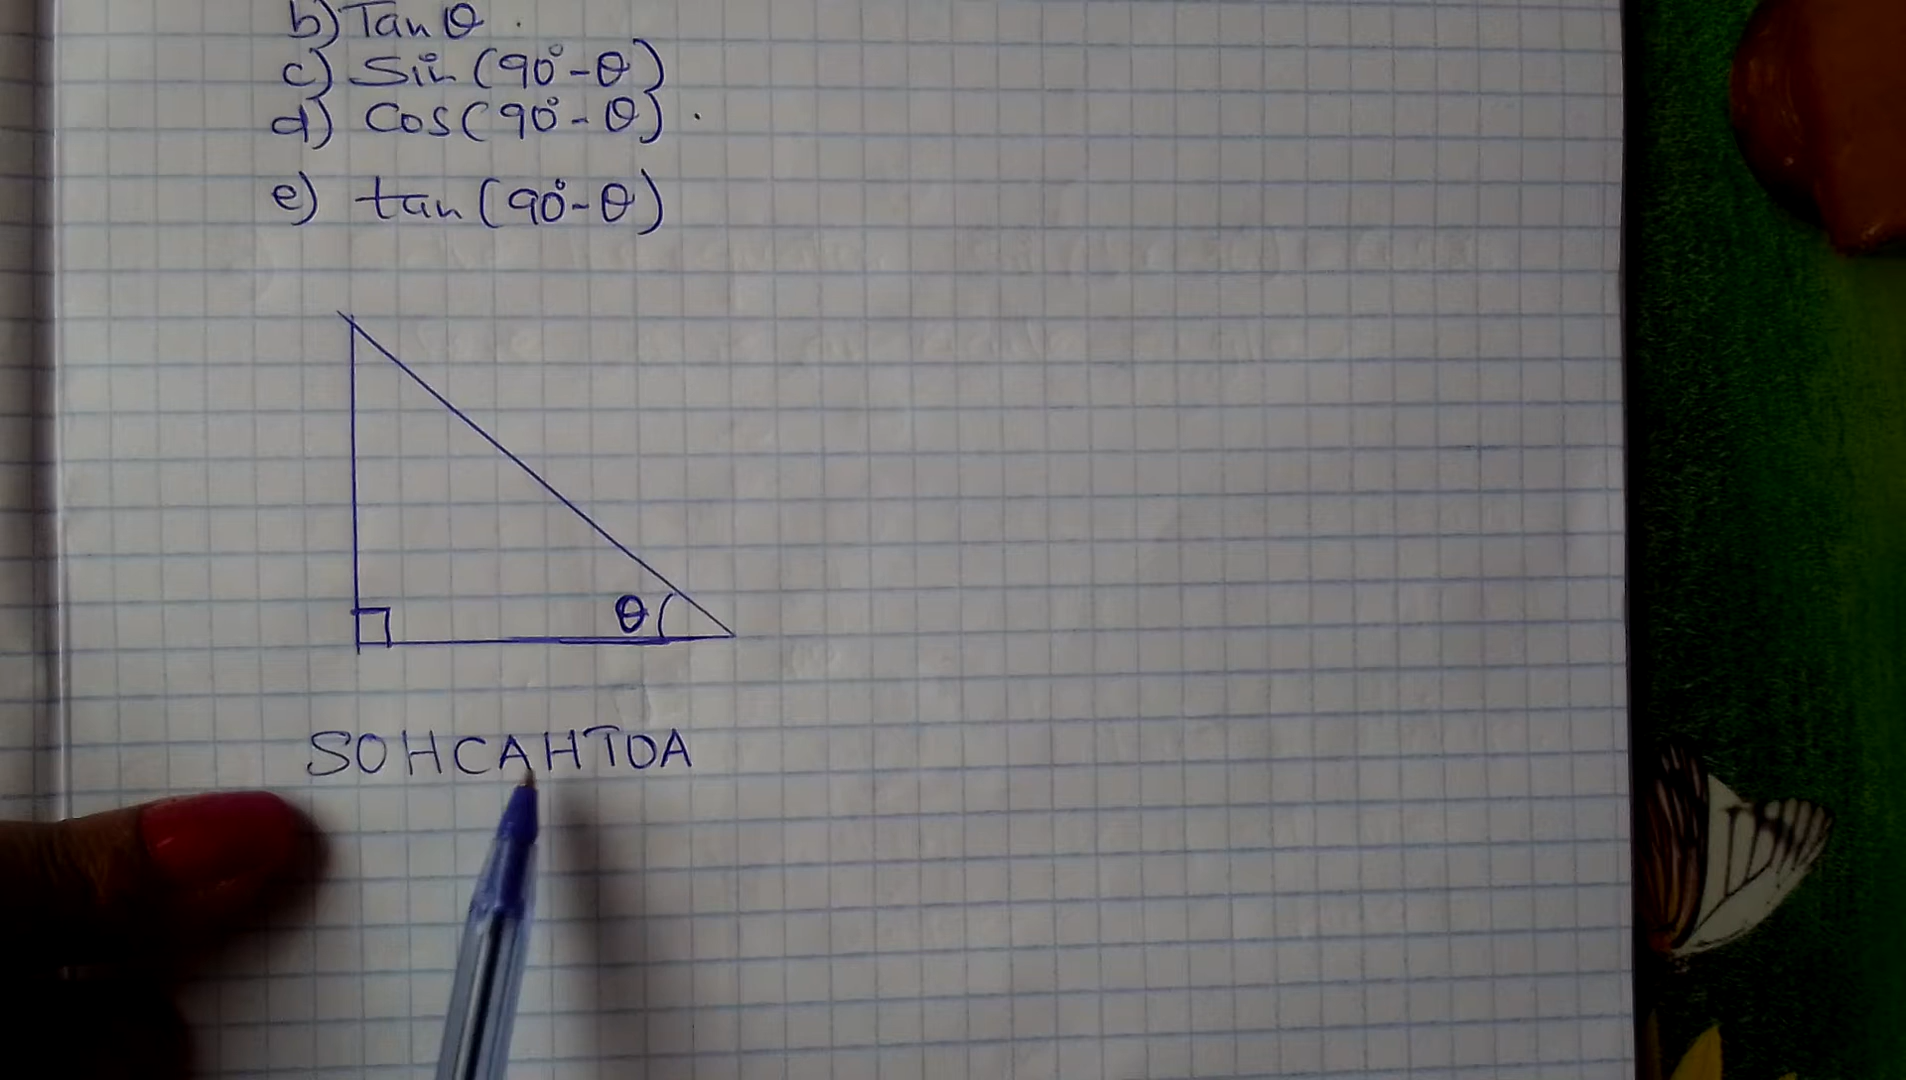 b) Tan θ.
c) Sin (90° - θ)
d) Cos (90° - θ).
e) tan (90° - θ)
θ
SOHCAHTOA